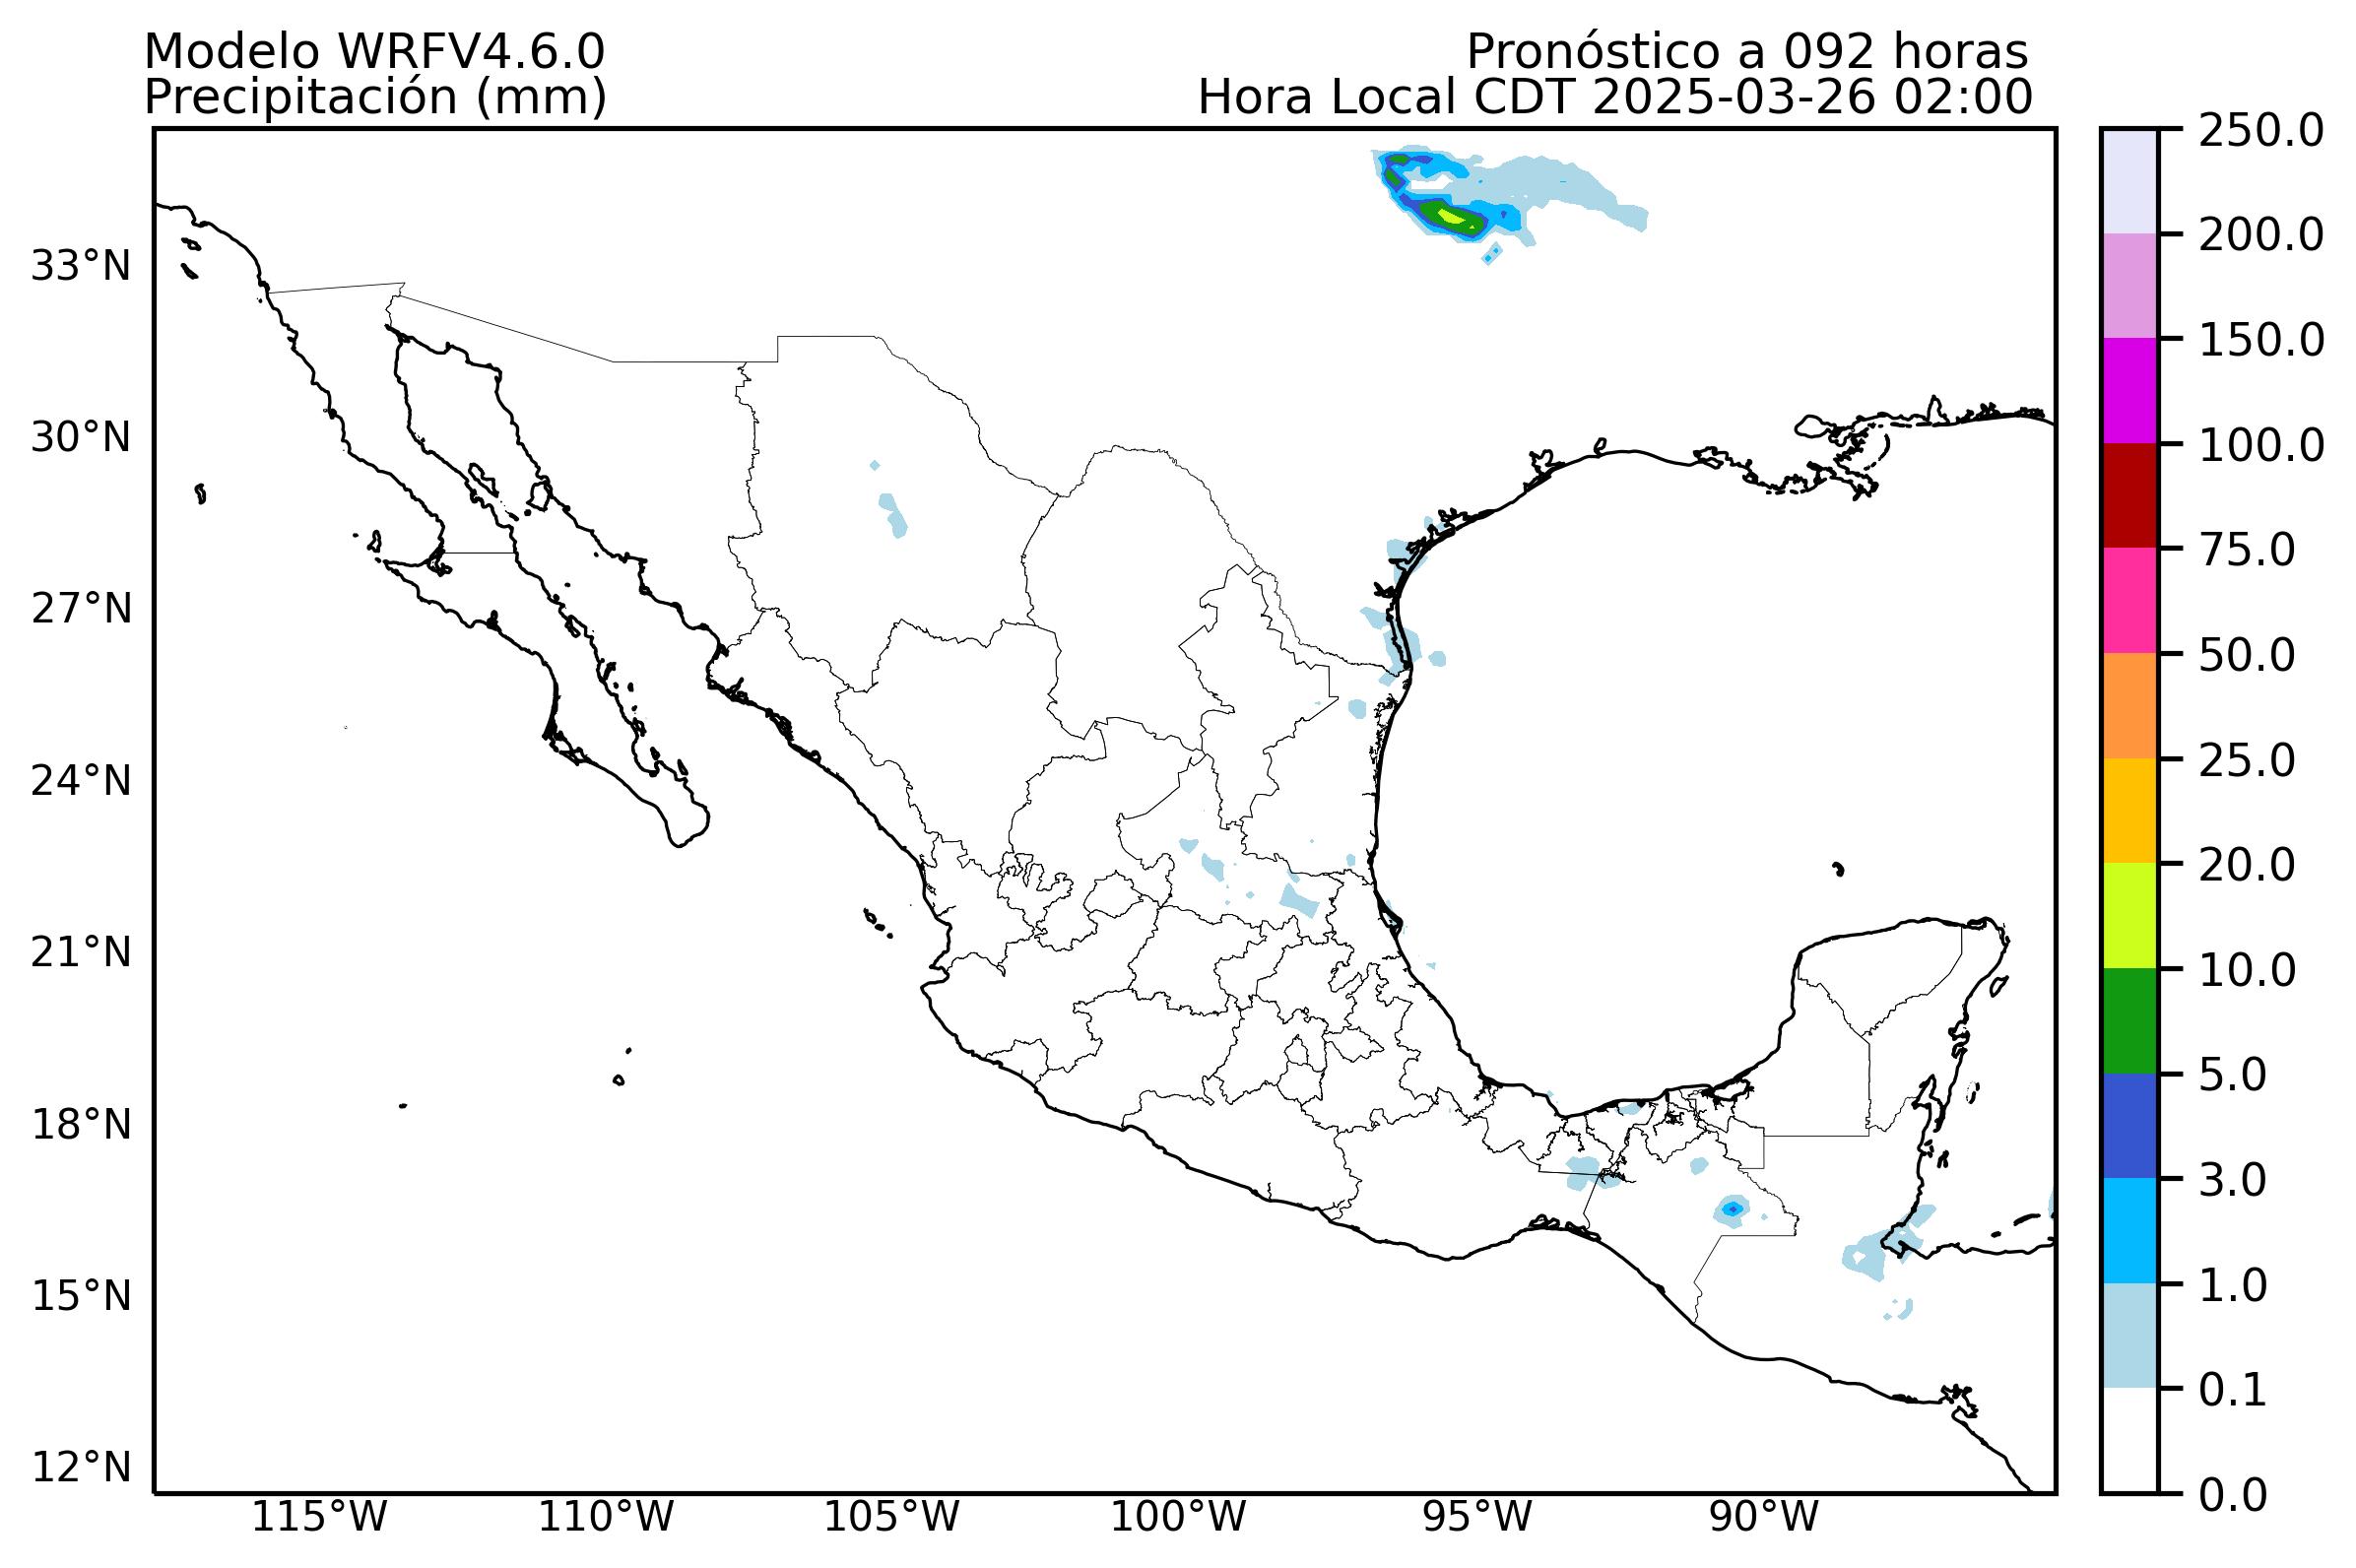 Modelo WRFV4.6.0
Precipitación (mm)
Pronóstico a 092 horas
Hora Local CDT 2025-03-26 02:00
33°N
30°N
27°N
24°N
21°N
18°N
15°N
12°N
115°W
110°W
105°W
100°W
95°W
90°W
250.0
200.0
150.0
100.0
75.0
50.0
25.0
20.0
10.0
5.0
3.0
1.0
0.1
0.0